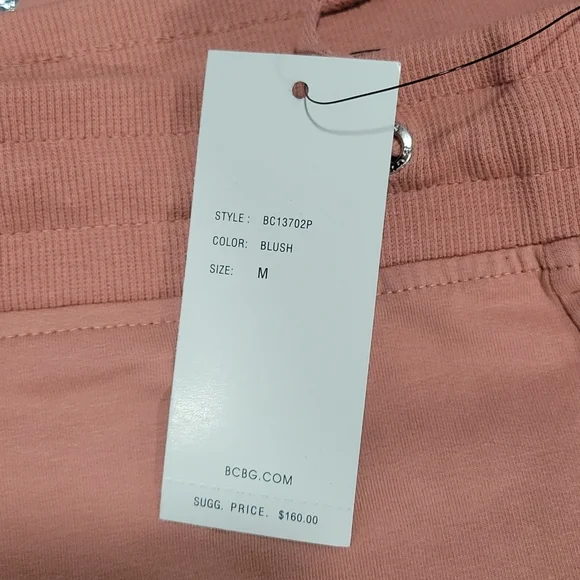 STYLE: BC13702P
COLOR: BLUSH
SIZE: M
BCBG.COM
SUGG. PRICE. $160.00